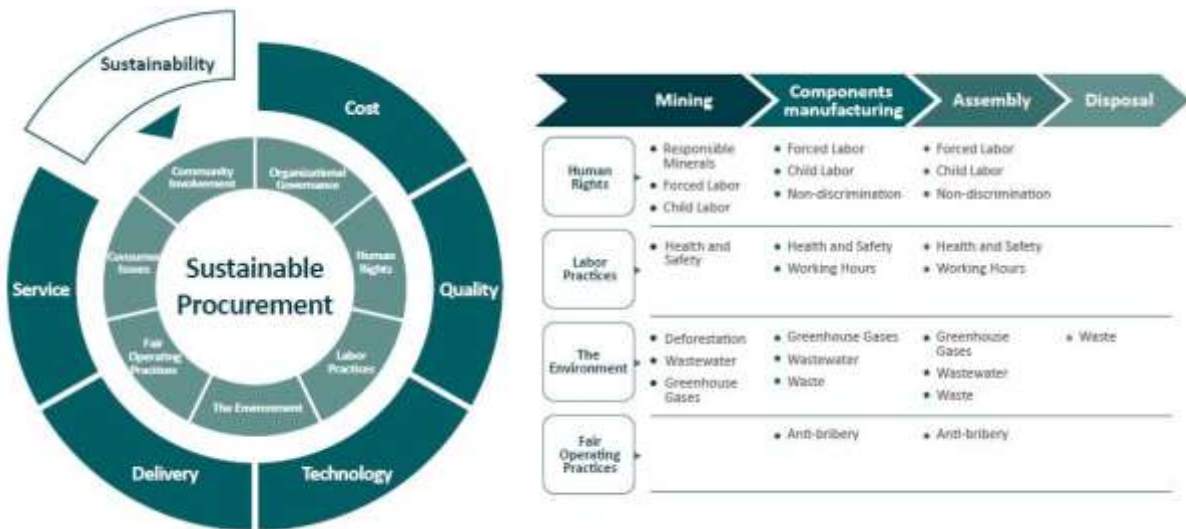 Sustainability
Cost
Quality
Technology
Delivery
Service
Community
Involvement
Organizational
Governance
Human
Rights
Labor
Practices
The Environment
Fair
Operating
Practices
Consumer
Issues
Sustainable
Procurement
Mining
Components
manufacturing
Assembly
Disposal
Human
Rights
• Responsible
Minerals
• Forced Labor
• Child Labor
• Forced Labor
• Child Labor
• Non-discrimination
• Forced Labor
• Child Labor
• Non-discrimination
Labor
Practices
• Health and
Safety
• Health and Safety
• Working Hours
• Health and Safety
• Working Hours
The
Environment
• Deforestation
• Wastewater
• Greenhouse
Gases
• Greenhouse Gases
• Wastewater
• Waste
• Greenhouse
Gases
• Wastewater
• Waste
• Waste
Fair
Operating
Practices
• Anti-bribery
• Anti-bribery